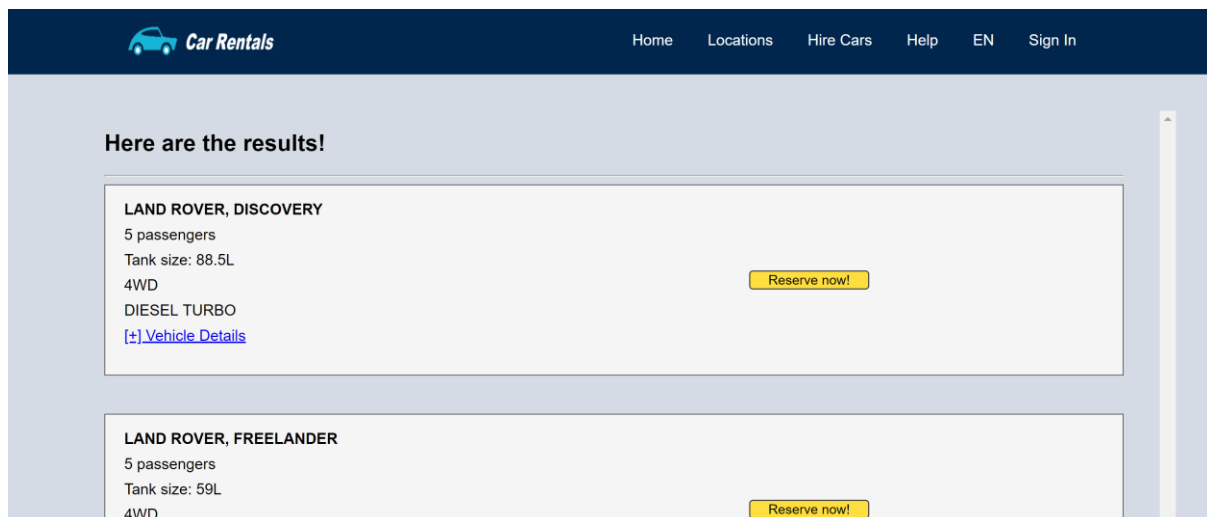 Car Rentals
Home Locations Hire Cars Help EN Sign In
Here are the results!
LAND ROVER, DISCOVERY
5 passengers
Tank size: 88.5L
4WD
Reserve now!
DIESEL TURBO
[+] Vehicle Details
LAND ROVER, FREELANDER
5 passengers
Tank size: 59L
4WD
Reserve now!